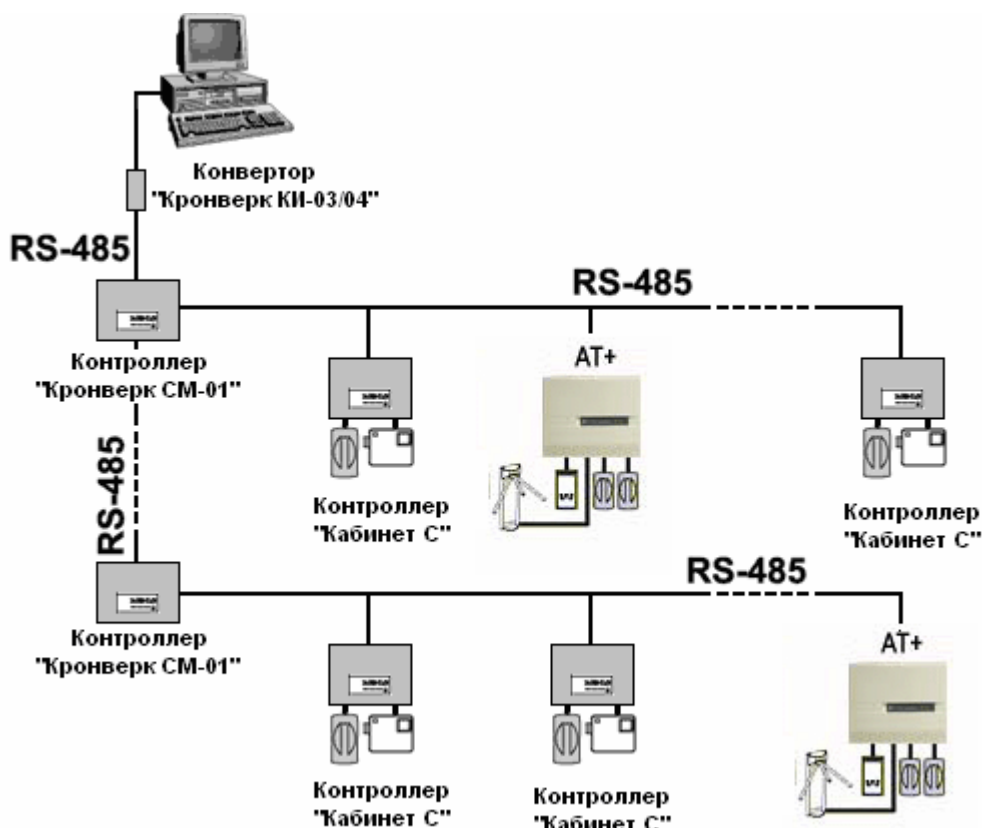 Конвертор
"Кронверк КИ-03/04"
RS-485
RS-485
Контроллер
"Кронверк СМ-01"
AT+
Контроллер
"Кабинет С"
Контроллер
"Кабинет С"
RS-485
RS-485
Контроллер
"Кронверк СМ-01"
AT+
Контроллер
"Кабинет С"
Контроллер
"Кабинет С"